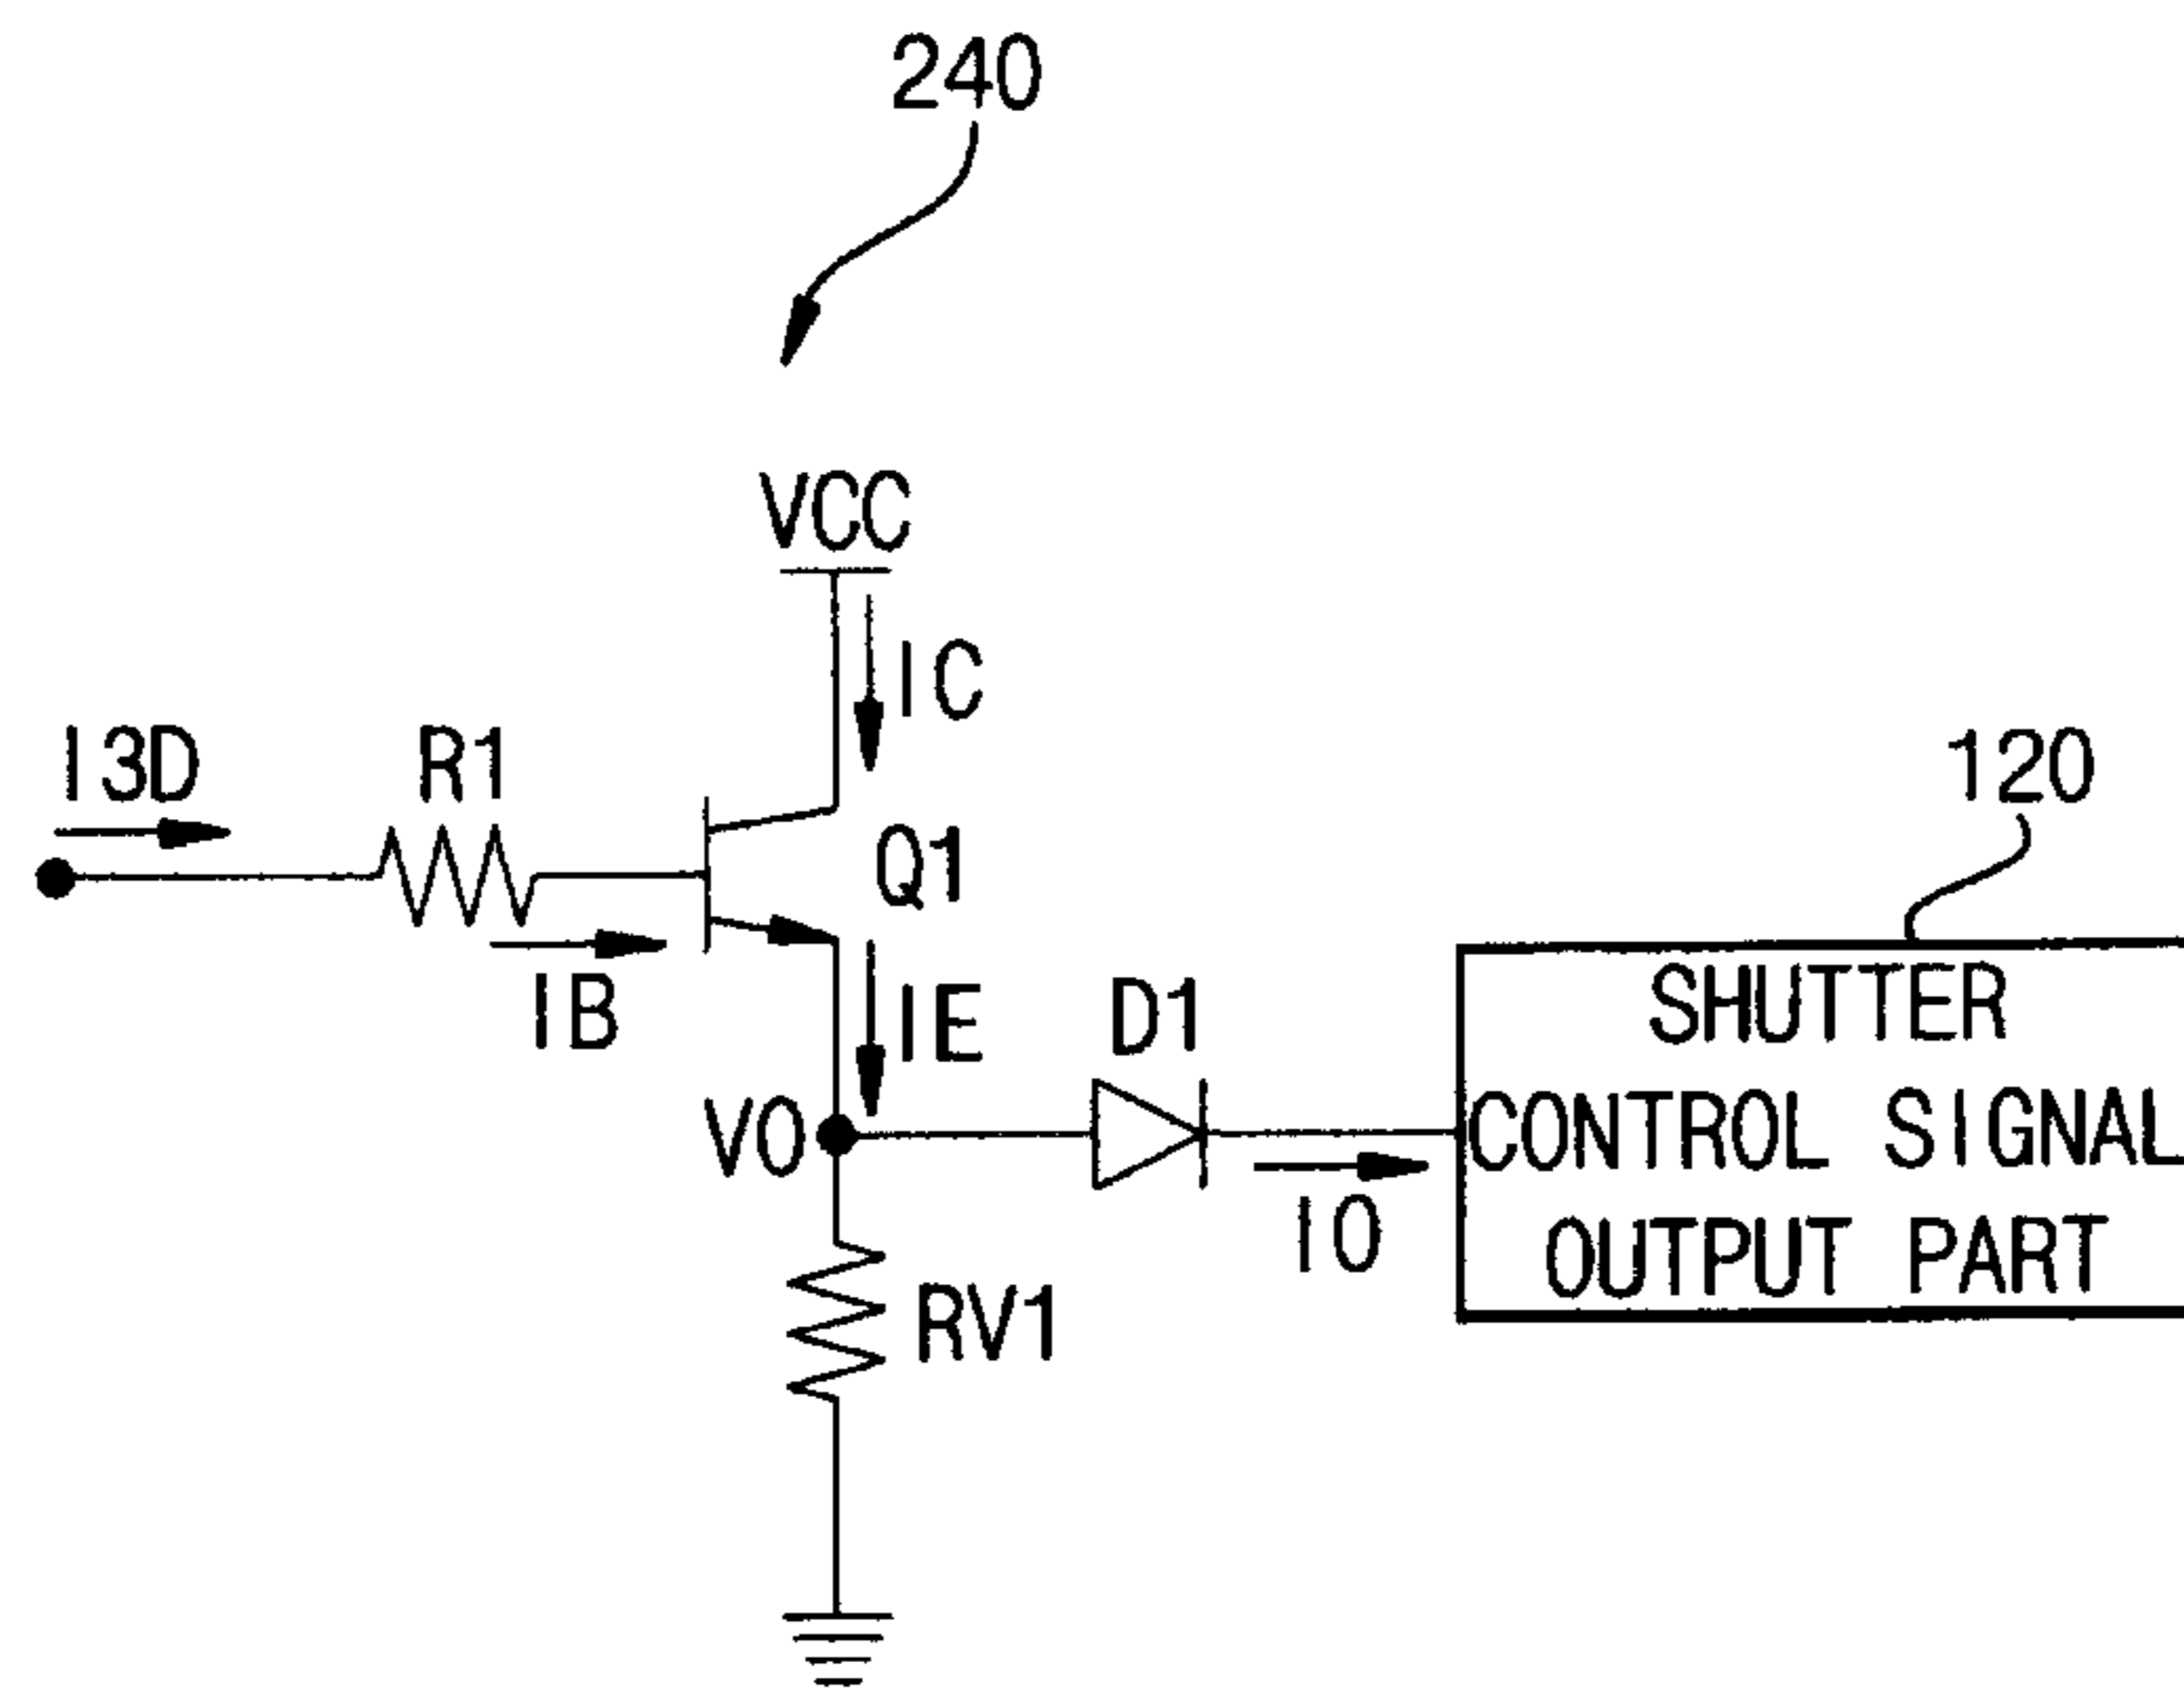 240
VCC
IC
I3D
R1
Q1
120
IB
IE
D1
VO
IO
SHUTTER
CONTROL SIGNAL
OUTPUT PART
RV1